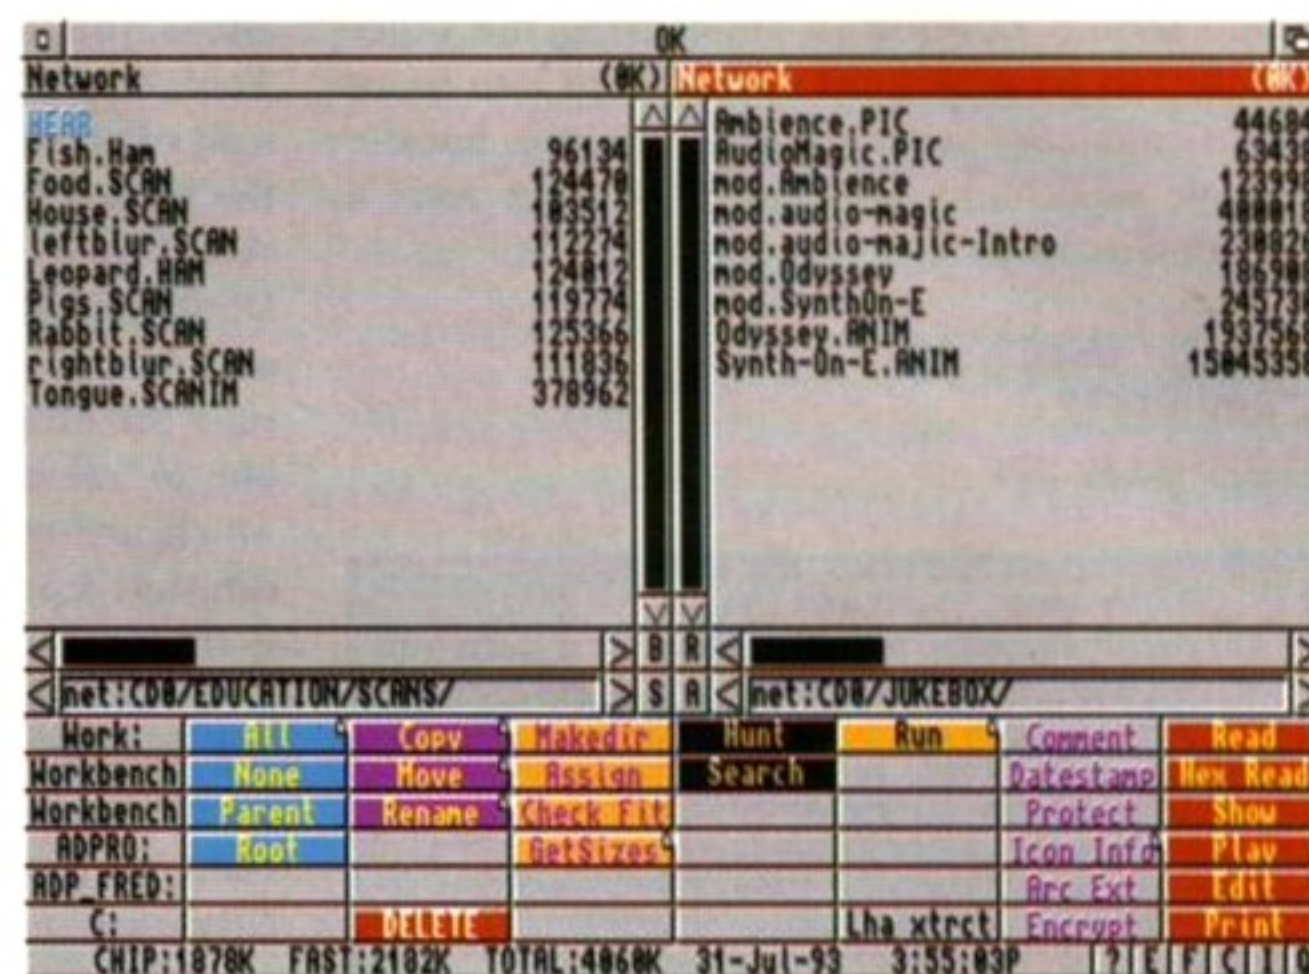 OK
Network (0K) Network (0K)
HEAR
Fish.Ham 96134
Food.SCAN 124470
House.SCAN 103512
leftblur.SCAN 112274
Leopard.HAM 124012
Pigs.SCAN 119774
Rabbit.SCAN 125366
rightblur.SCAN 111836
Tongue.SCANIM 378962
Ambience.PIC
AudioMagic.PIC
mod.Ambience
mod.audio-magic
mod.audio-majic-Intro
mod.Odyssey
mod.SynthOn-E
Odyssey.ANIM
Synth-On-E.ANIM
B R
net:CD0/EDUCATION/SCANS/ S A net:CD0/JUKEBOX/
Work: All Copy Makedir Hunt Run Comment Read
Workbench None Move Assign Search Datestamp Hex Read
Workbench Parent Rename Check Fit Protect Show
ADPRO: Root GetSizes Icon Info Play
ADP_FRED: Arc Ext Edit
C: DELETE Lha xtrct Encrypt Print
CHIP:1878K FAST:2182K TOTAL:4060K 31-Jul-93 3:55:03P ? E F C I